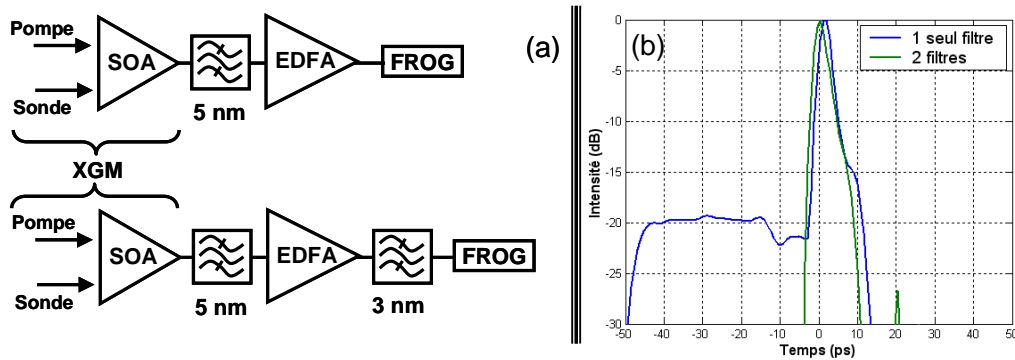 Pompe
Sonde
SOA
5 nm
EDFA
FROG
(a)
XGM
Pompe
Sonde
SOA
5 nm
EDFA
3 nm
FROG
(b)
1 seul filtre
2 filtres
Intensité (dB)
0
-5
-10
-15
-20
-25
-30
-50 -40 -30 -20 -10 0 10 20 30 40 50
Temps (ps)